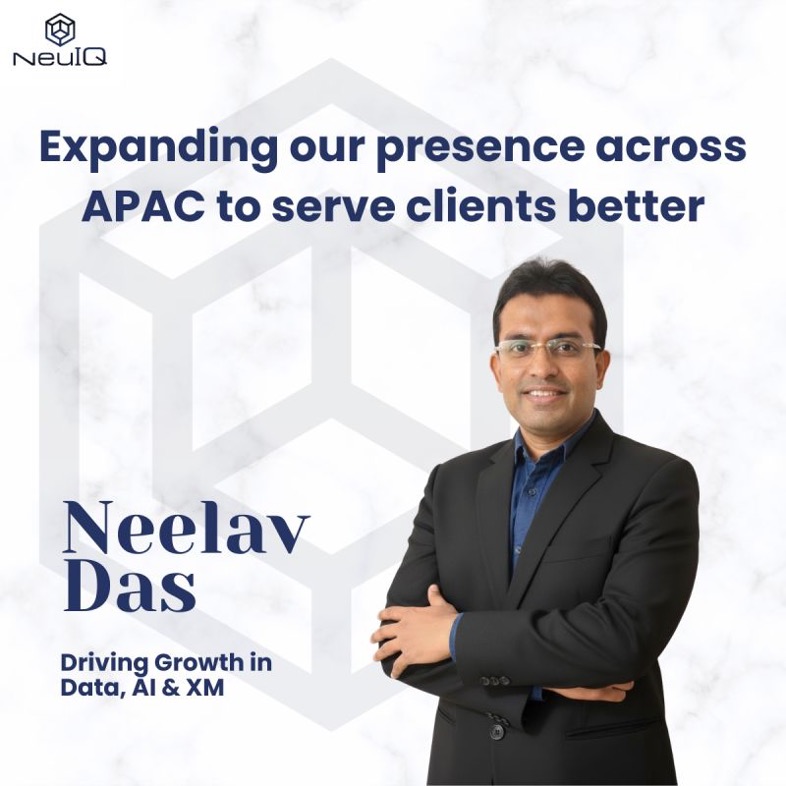 NeuIQ
Expanding our presence across
APAC to serve clients better
Neelav
Das
Driving Growth in
Data, AI & XM